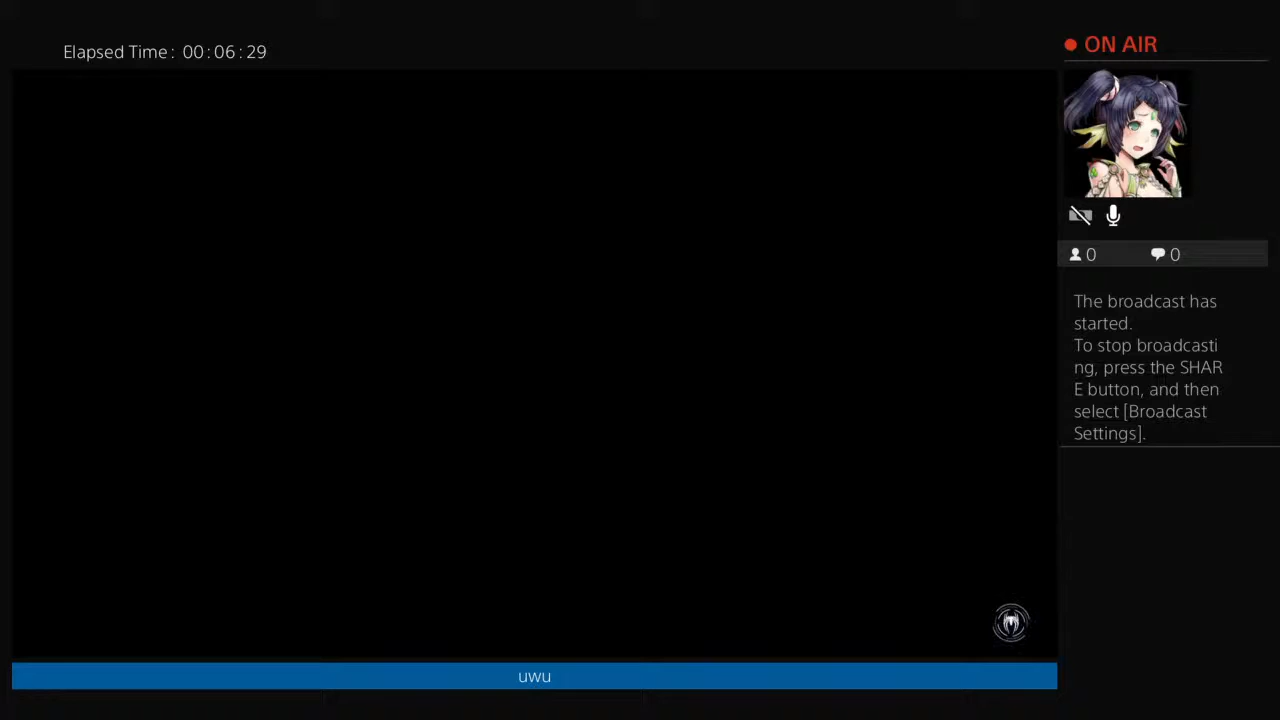 Elapsed Time: 00:06:29
ON AIR
0
0
The broadcast has
started.
To stop broadcasti
ng, press the SHAR
E button, and then
select [Broadcast
Settings].
uwu